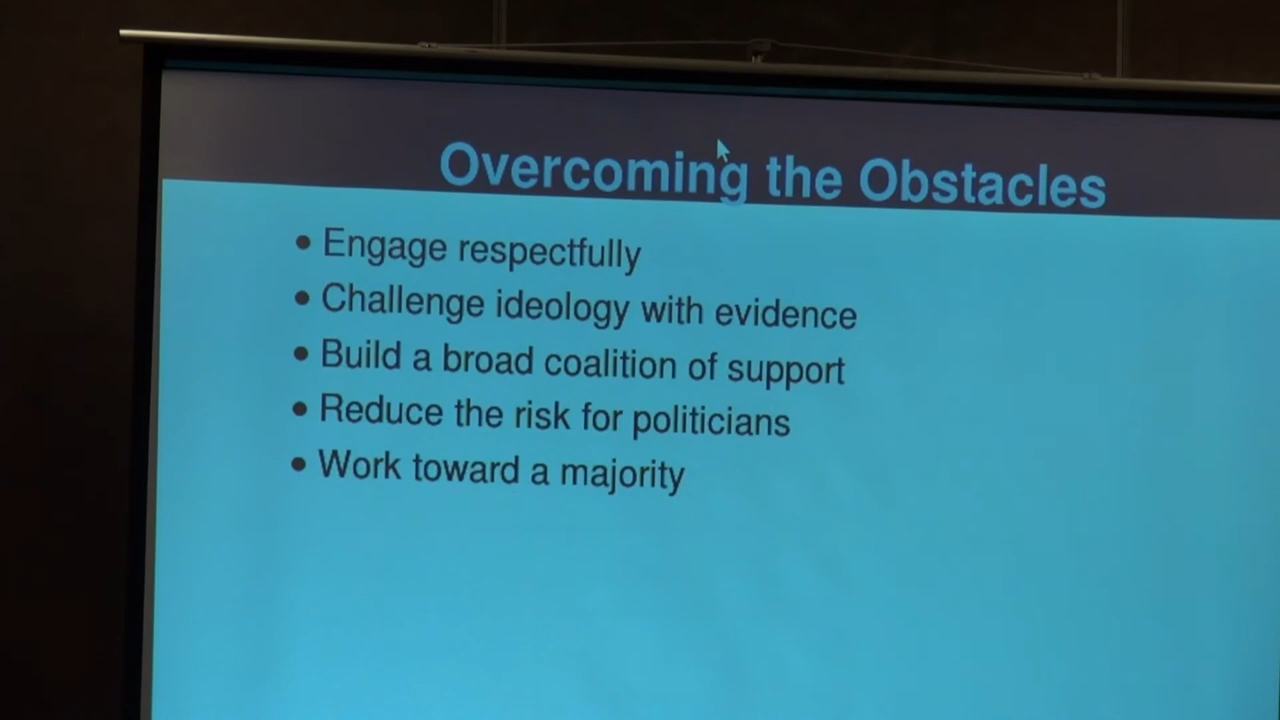 Overcoming the Obstacles
• Engage respectfully
• Challenge ideology with evidence
• Build a broad coalition of support
• Reduce the risk for politicians
• Work toward a majority